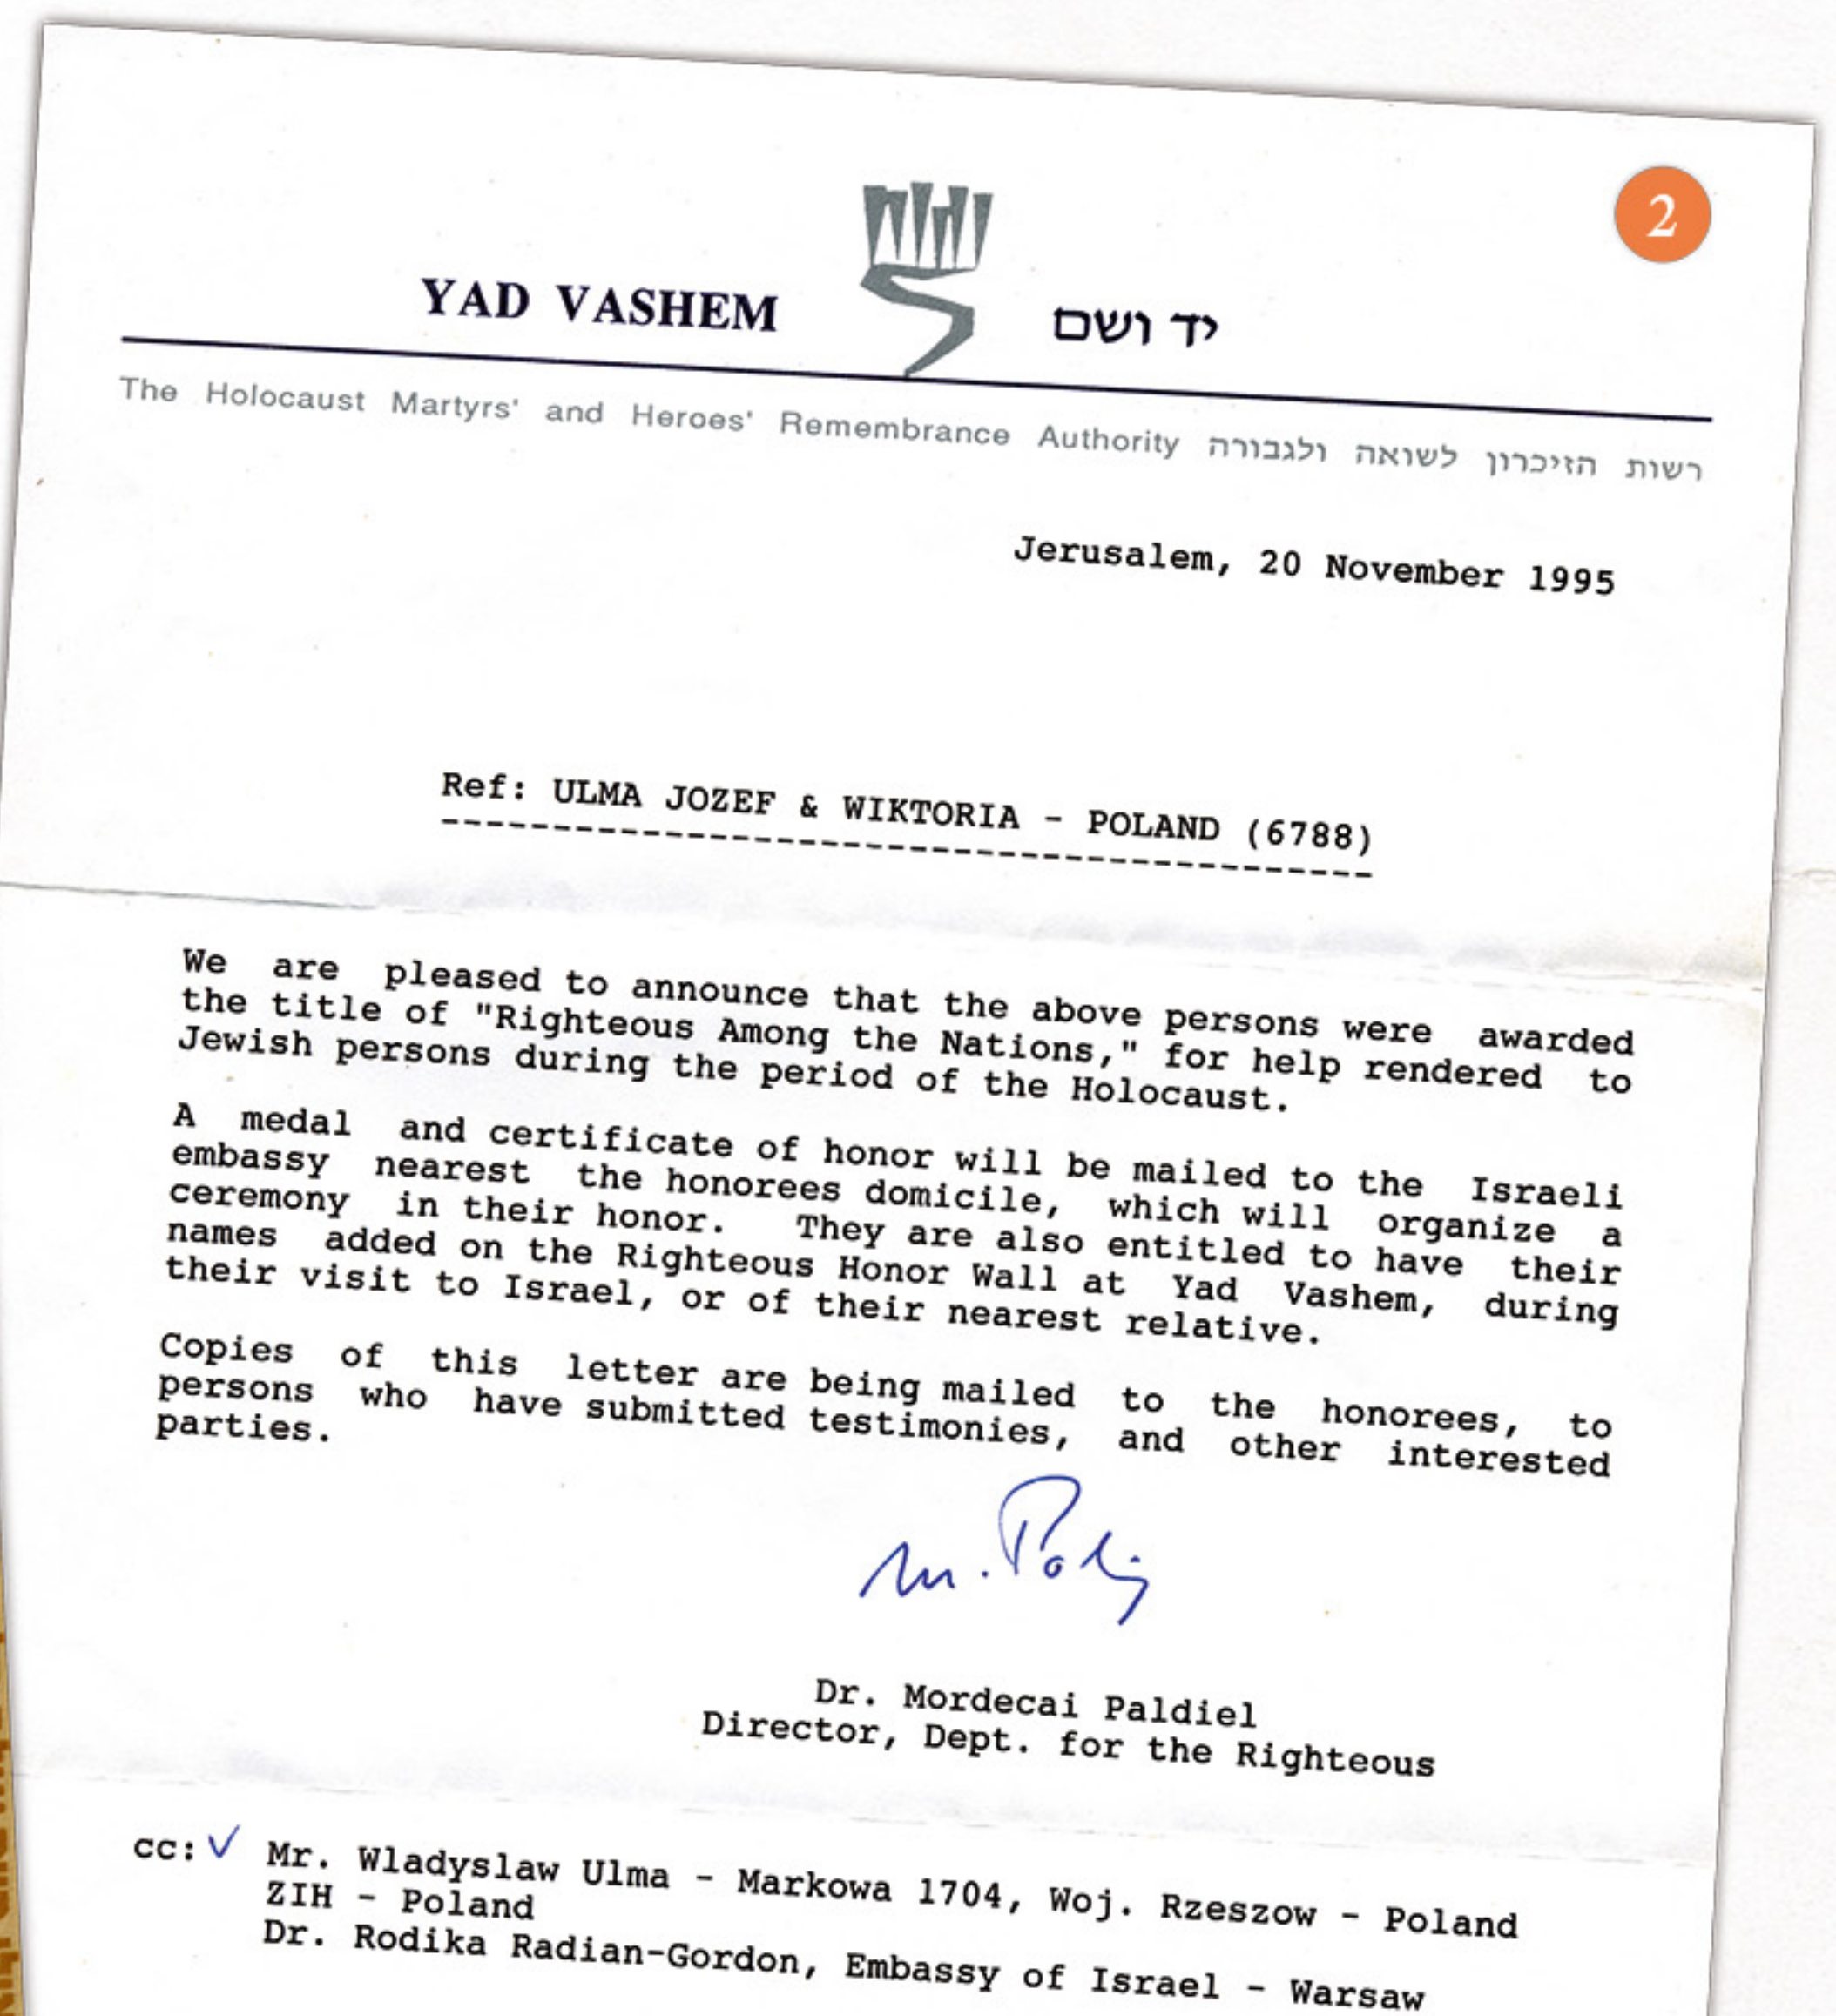 2
YAD VASHEM יד ושם
The Holocaust Martyrs' and Heroes' Remembrance Authority רשות הזיכרון לשואה ולגבורה
Jerusalem, 20 November 1995
Ref: ULMA JOZEF & WIKTORIA - POLAND (6788)
------------------------------------------
We are pleased to announce that the above persons were awarded
the title of "Righteous Among the Nations," for help rendered to
Jewish persons during the period of the Holocaust.
A medal and certificate of honor will be mailed to the Israeli
embassy nearest the honorees domicile, which will organize a
ceremony in their honor. They are also entitled to have their
names added on the Righteous Honor Wall at Yad Vashem, during
their visit to Israel, or of their nearest relative.
Copies of this letter are being mailed to the honorees, to
persons who have submitted testimonies, and other interested
parties.
Dr. Mordecai Paldiel
Director, Dept. for the Righteous
cc: ✓ Mr. Wladyslaw Ulma - Markowa 1704, Woj. Rzeszow - Poland
ZIH - Poland
Dr. Rodika Radian-Gordon, Embassy of Israel - Warsaw